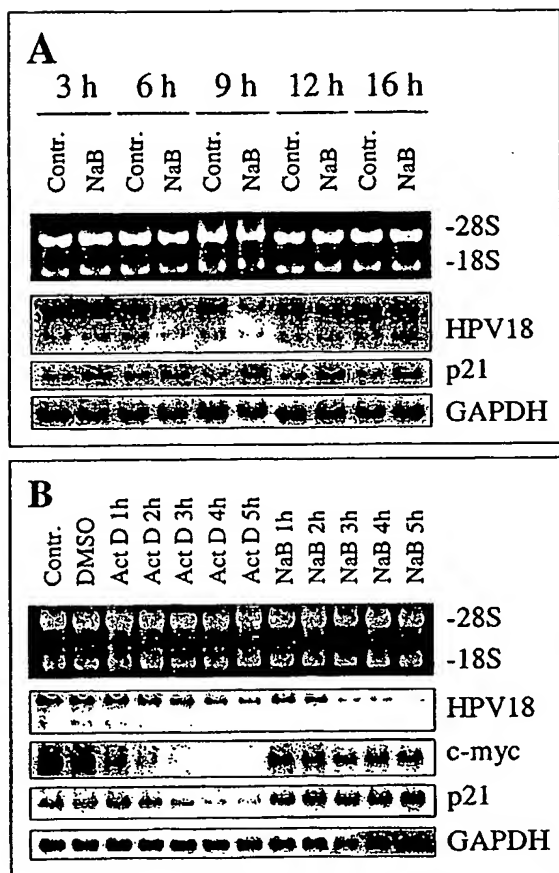 A
3 h 6 h 9 h 12 h 16 h
Contr. NaB Contr. NaB Contr. NaB Contr. NaB Contr. NaB
-28S
-18S
HPV18
p21
GAPDH
B
Contr. DMSO Act D 1h Act D 2h Act D 3h Act D 4h Act D 5h NaB 1h NaB 2h NaB 3h NaB 4h NaB 5h
-28S
-18S
HPV18
c-myc
p21
GAPDH